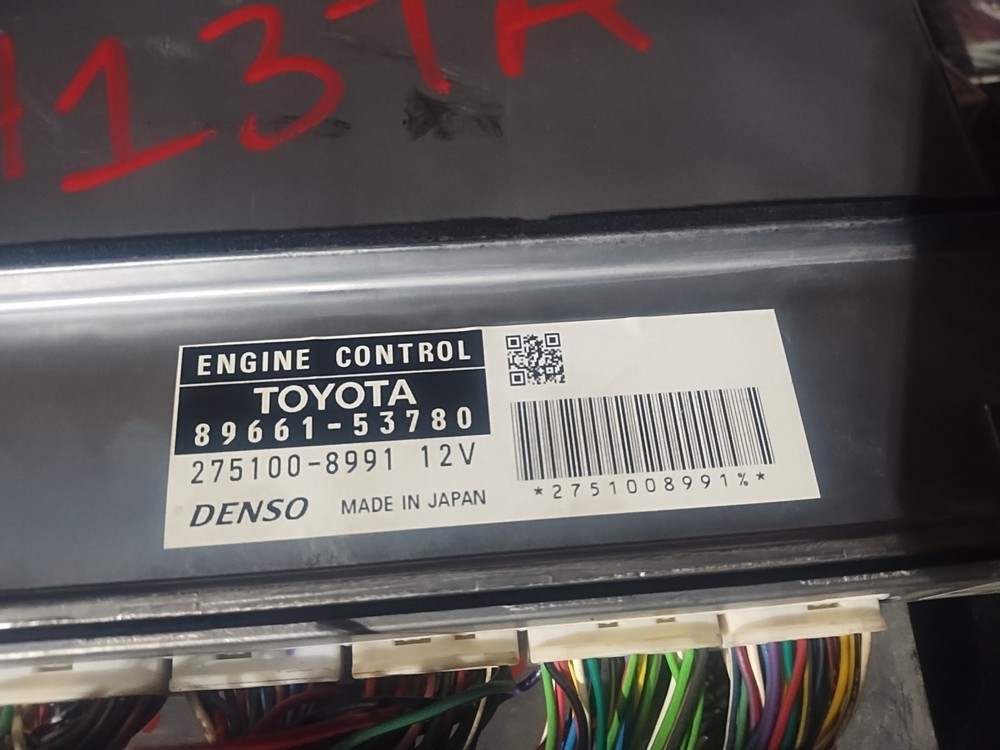 ENGINE CONTROL
TOYOTA
89661-53780
275100-8991 12V
DENSO MADE IN JAPAN
*2751008991%*